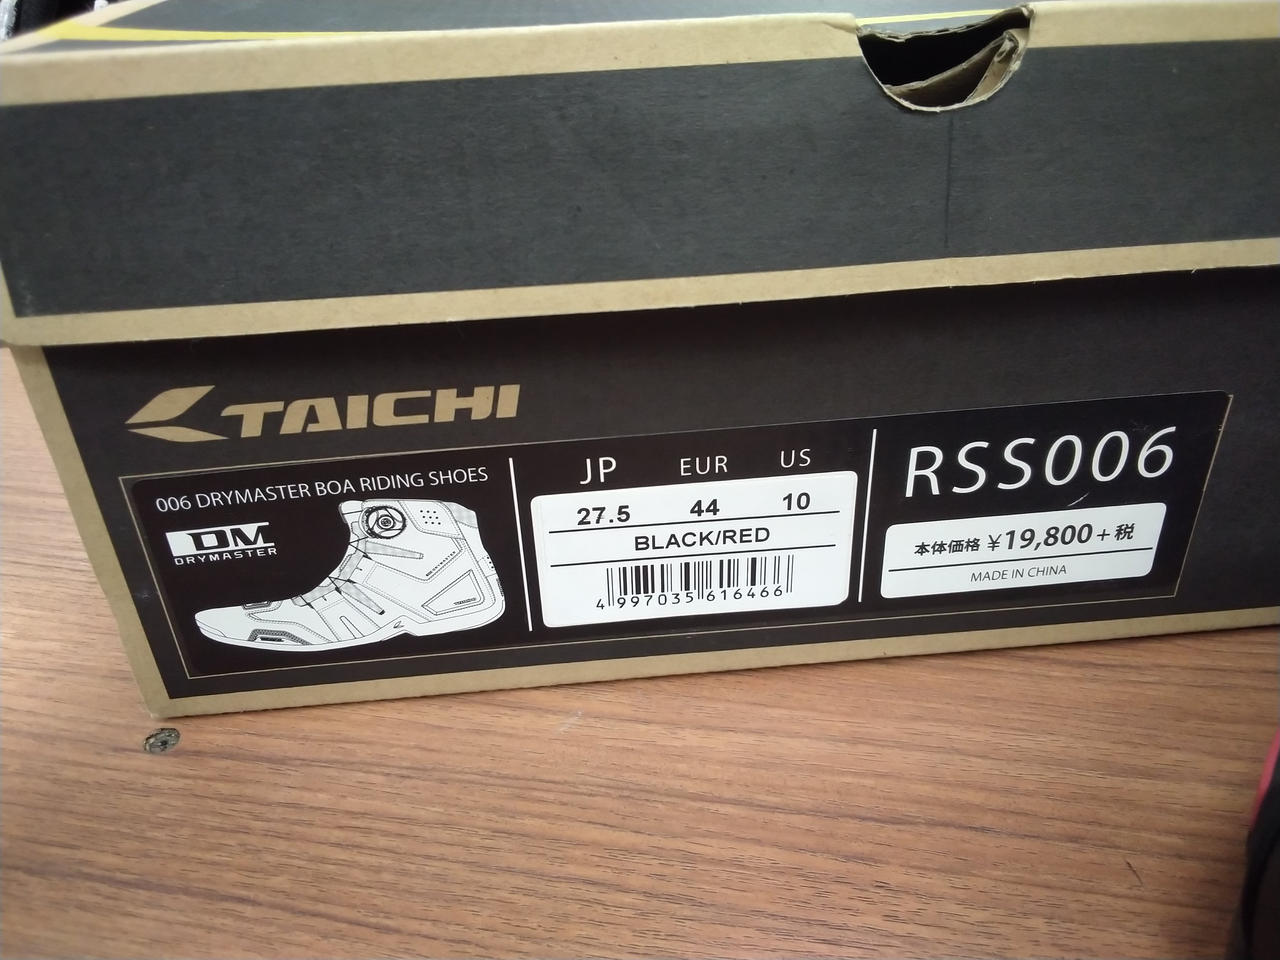 TAICHI
006 DRYMASTER BOA RIDING SHOES
DM
DRYMASTER
JP EUR US
27.5 44 10
BLACK/RED
4 997035 616466
RSS006
本体価格 ¥19,800+税
MADE IN CHINA